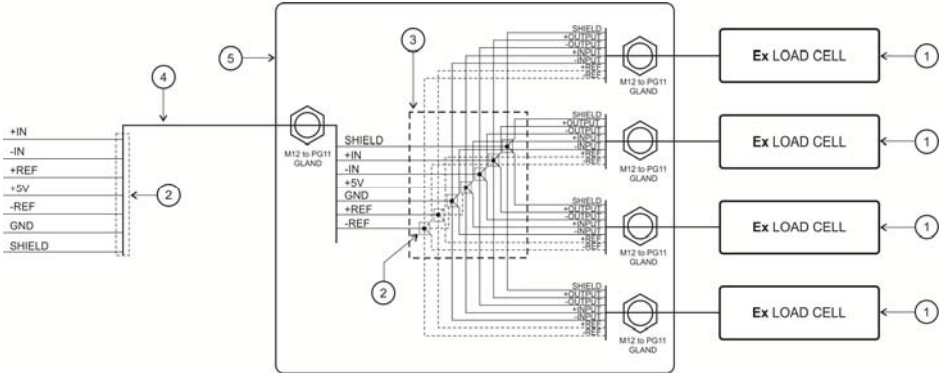 +IN
-IN
+REF
+5V
-REF
GND
SHIELD
4
2
5
M12 to PG11
GLAND
SHIELD
+IN
-IN
+5V
GND
+REF
-REF
3
2
SHIELD
+OUTPUT
-OUTPUT
+INPUT
-INPUT
+REF
-REF
M12 to PG11
GLAND
Ex LOAD CELL
1
SHIELD
+OUTPUT
-OUTPUT
+INPUT
-INPUT
+REF
-REF
M12 to PG11
GLAND
Ex LOAD CELL
1
SHIELD
+OUTPUT
-OUTPUT
+INPUT
-INPUT
+REF
-REF
M12 to PG11
GLAND
Ex LOAD CELL
1
SHIELD
+OUTPUT
-OUTPUT
+INPUT
-INPUT
+REF
-REF
M12 to PG11
GLAND
Ex LOAD CELL
1